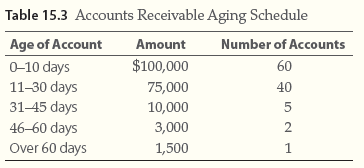 Table 15.3 Accounts Receivable Aging Schedule
Age of Account Amount Number of Accounts
0–10 days $100,000 60
11–30 days 75,000 40
31–45 days 10,000 5
46–60 days 3,000 2
Over 60 days 1,500 1